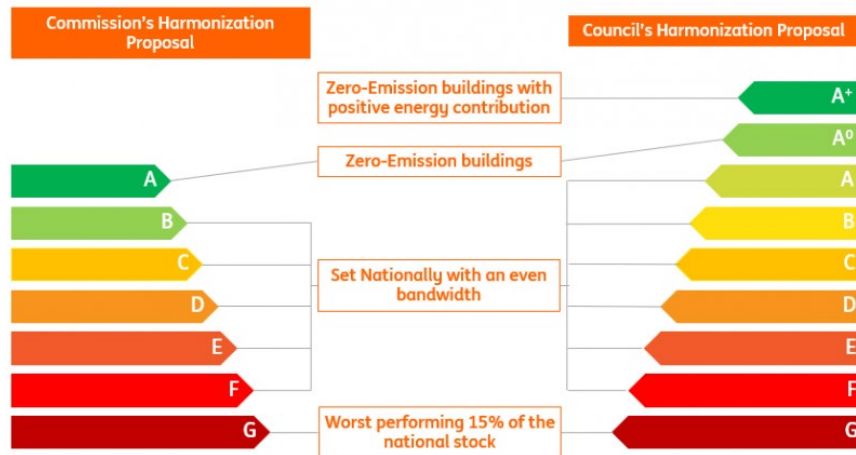 Commission's Harmonization
Proposal
Council's Harmonization Proposal
Zero-Emission buildings with
positive energy contribution
A⁺
A⁰
Zero-Emission buildings
A
A
B
B
C
Set Nationally with an even
bandwidth
C
D
D
E
E
F
F
G
Worst performing 15% of the
national stock
G